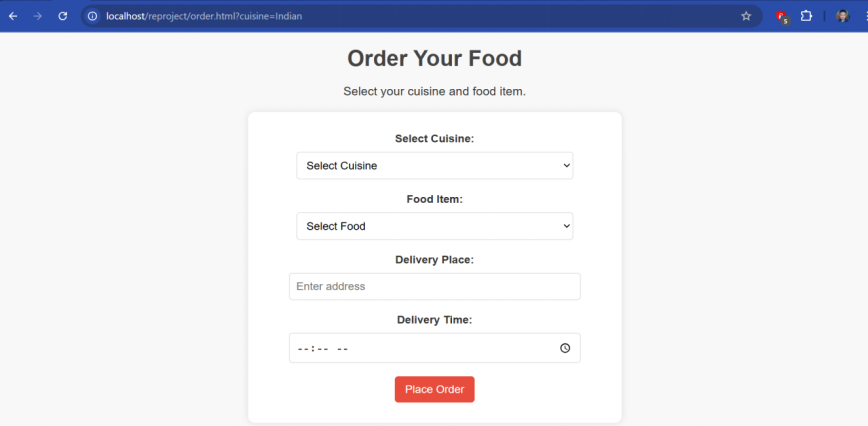 localhost/reproject/order.html?cuisine=Indian
Order Your Food
Select your cuisine and food item.
Select Cuisine:
Select Cuisine
Food Item:
Select Food
Delivery Place:
Enter address
Delivery Time:
--:-- --
Place Order